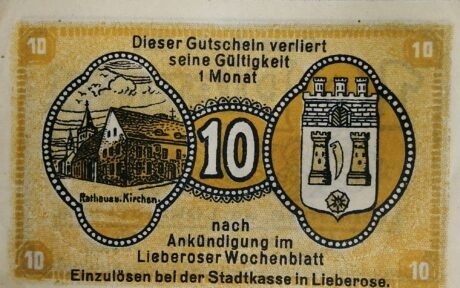 10
10
Dieser Gutschein verliert
seine Gültigkeit
1 Monat
10
Rathaus u. Kirchen.
nach
Ankündigung im
Lieberoser Wochenblatt
10
10
Einzulösen bei der Stadtkasse in Lieberose.